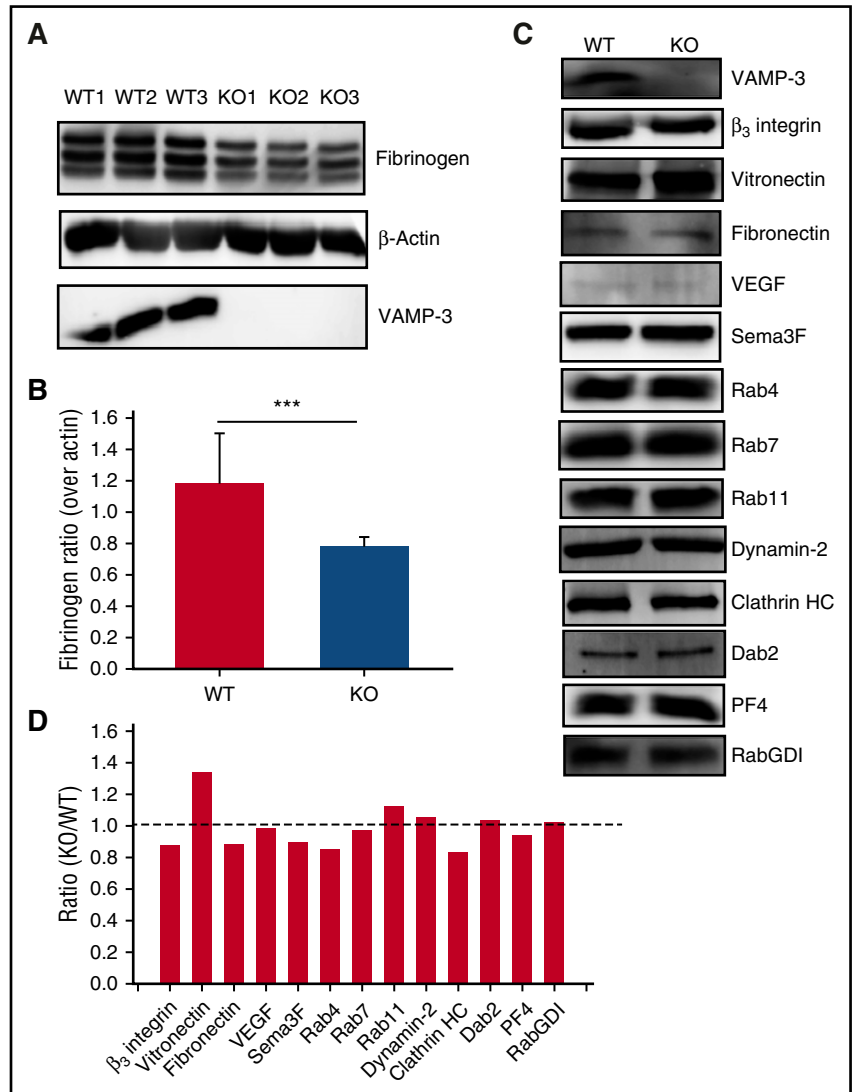 A
WT1 WT2 WT3 KO1 KO2 KO3
Fibrinogen
β-Actin
VAMP-3
B
Fibrinogen ratio (over actin)
1.6
1.4
1.2
1.0
0.8
0.6
0.4
0.2
0.0
***
WT KO
C
WT KO
VAMP-3
β3 integrin
Vitronectin
Fibronectin
VEGF
Sema3F
Rab4
Rab7
Rab11
Dynamin-2
Clathrin HC
Dab2
PF4
RabGDI
D
Ratio (KO/WT)
1.6
1.4
1.2
1.0
0.8
0.6
0.4
0.2
0.0
β3 integrin
Vitronectin
Fibronectin
VEGF
Sema3F
Rab4
Rab7
Rab11
Dynamin-2
Clathrin HC
Dab2
PF4
RabGDI